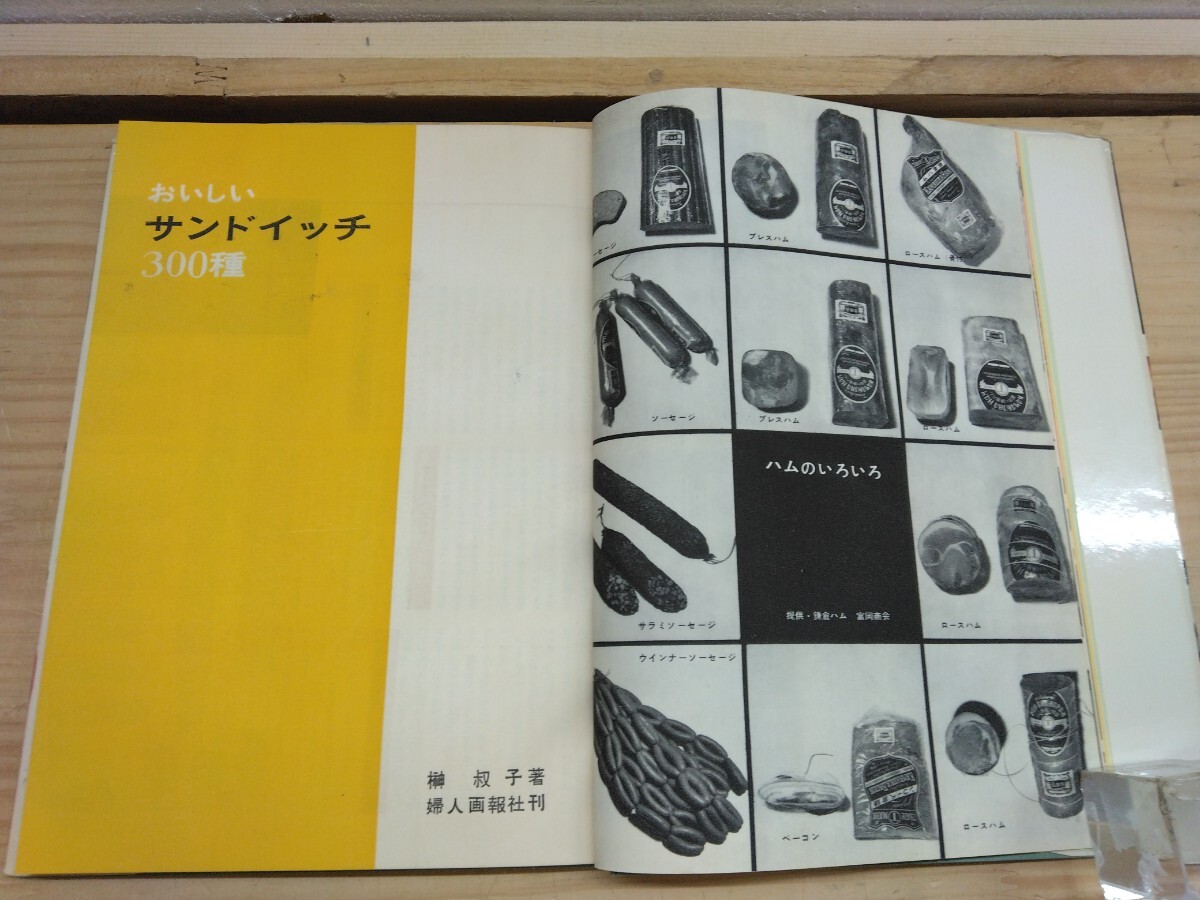 おいしい
サンドイッチ
300種
榊 叔子著
婦人画報社刊
セージ
プレスハム
ロースハム（骨付）
ソーセージ
プレスハム
ロースハム
サラミソーセージ
ハムのいろいろ
提供・鎌倉ハム 富岡商会
ロースハム
ウインナーソーセージ
ベーコン
ロースハム